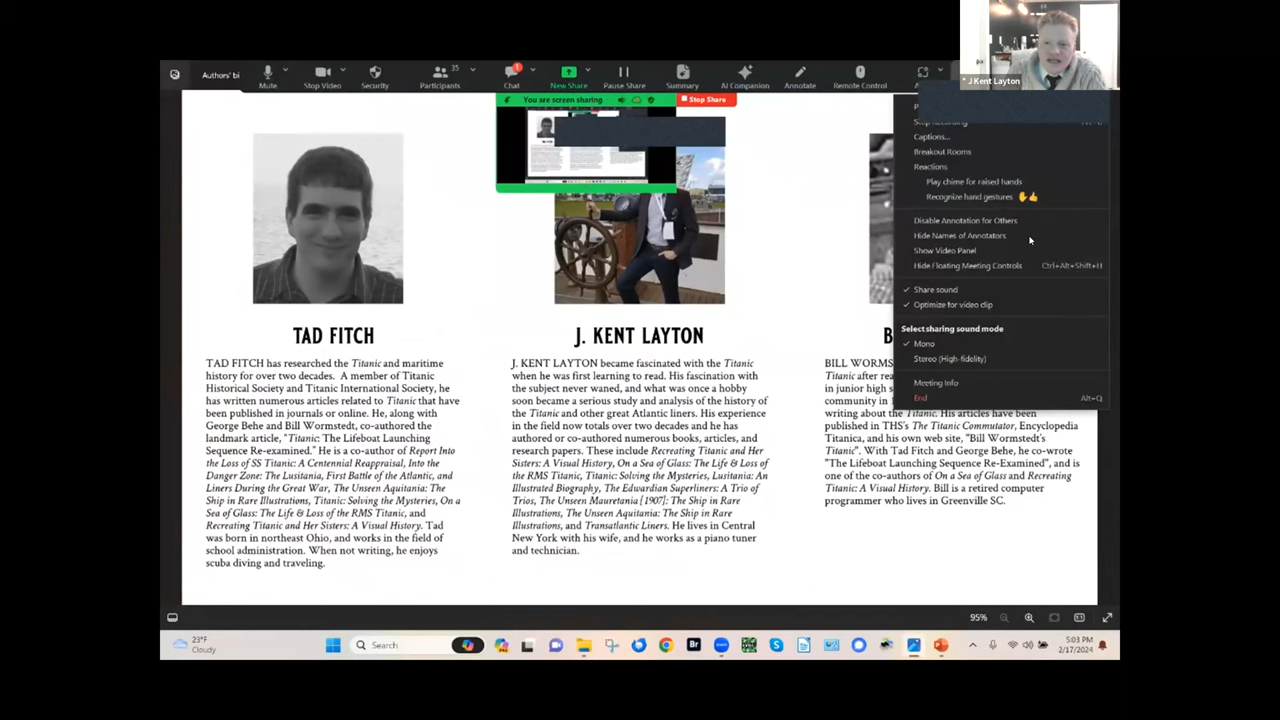 * J Kent Layton
Authors' bi
Mute
Stop Video
Security
Participants
35
Chat
1
New Share
Pause Share
Summary
AI Companion
Annotate
Remote Control
You are screen sharing
Stop Share
Captions...
Breakout Rooms
Reactions
Play chime for raised hands
Recognize hand gestures
Disable Annotation for Others
Hide Names of Annotators
Show Video Panel
Hide Floating Meeting Controls Ctrl+Alt+Shift+H
Share sound
Optimize for video clip
Select sharing sound mode
Mono
Stereo (High-fidelity)
Meeting Info
End Alt+Q
TAD FITCH
TAD FITCH has researched the Titanic and maritime
history for over two decades. A member of Titanic
Historical Society and Titanic International Society, he
has written numerous articles related to Titanic that have
been published in journals or online. He, along with
George Behe and Bill Wormstedt, co-authored the
landmark article, "Titanic: The Lifeboat Launching
Sequence Re-examined." He is a co-author of Report Into
the Loss of SS Titanic: A Centennial Reappraisal, Into the
Danger Zone: The Lusitania, First Battle of the Atlantic, and
Liners During the Great War, The Unseen Aquitania: The
Ship in Rare Illustrations, Titanic: Solving the Mysteries, On a
Sea of Glass: The Life & Loss of the RMS Titanic, and
Recreating Titanic and Her Sisters: A Visual History. Tad
was born in northeast Ohio, and works in the field of
school administration. When not writing, he enjoys
scuba diving and traveling.
J. KENT LAYTON
J. KENT LAYTON became fascinated with the Titanic
when he was first learning to read. His fascination with
the subject never waned, and what was once a hobby
soon became a serious study and analysis of the history of
the Titanic and other great Atlantic liners. His experience
in the field now totals over two decades and he has
authored or co-authored numerous books, articles, and
research papers. These include Recreating Titanic and Her
Sisters: A Visual History, On a Sea of Glass: The Life & Loss of
the RMS Titanic, Titanic: Solving the Mysteries, Lusitania: An
Illustrated Biography, The Edwardian Superliners: A Trio of
Trios, The Unseen Mauretania [1907]: The Ship in Rare
Illustrations, The Unseen Aquitania: The Ship in Rare
Illustrations, and Transatlantic Liners. He lives in Central
New York with his wife, and he works as a piano tuner
and technician.
B
BILL WORMS
Titanic after rea
in junior high s
community in
writing about the Titanic. His articles have been
published in THS's The Titanic Commutator, Encyclopedia
Titanica, and his own web site, "Bill Wormstedt's
Titanic". With Tad Fitch and George Behe, he co-wrote
"The Lifeboat Launching Sequence Re-Examined", and is
one of the co-authors of On a Sea of Glass and Recreating
Titanic: A Visual History. Bill is a retired computer
programmer who lives in Greenville SC.
95%
23°F
Cloudy
Search
Br
5:03 PM
2/17/2024